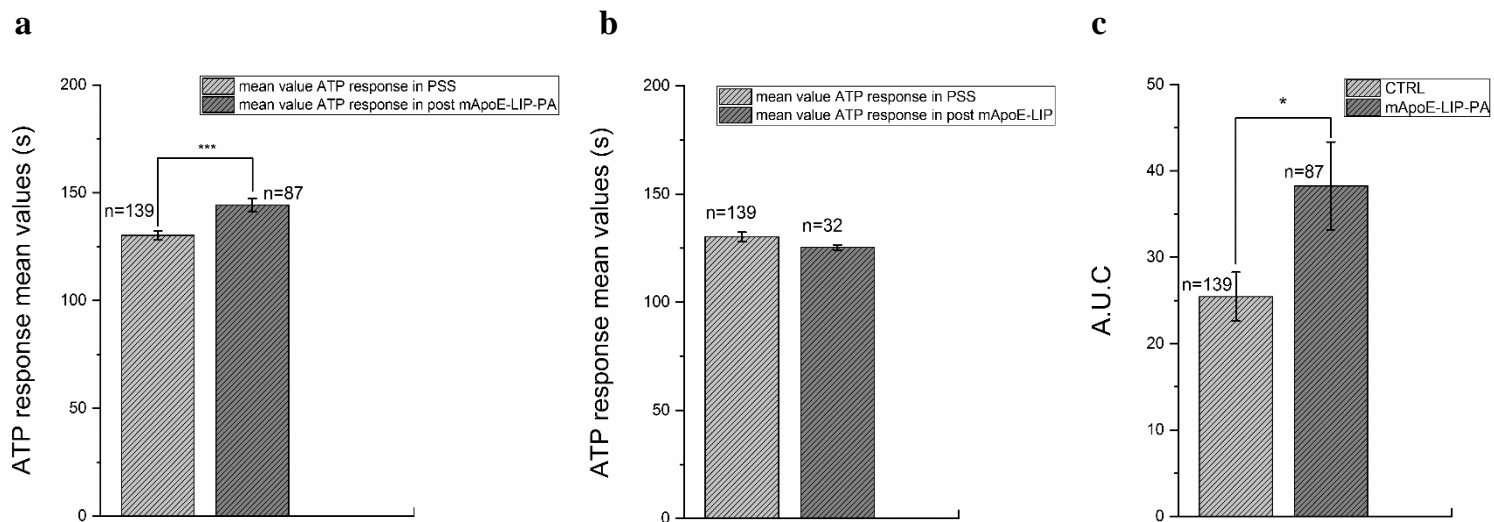 a
mean value ATP response in PSS
mean value ATP response in post mApoE-LIP-PA
ATP response mean values (s)
200
150
100
50
0
***
n=139
n=87
b
mean value ATP response in PSS
mean value ATP response in post mApoE-LIP
ATP response mean values (s)
200
150
100
50
0
n=139
n=32
c
CTRL
mApoE-LIP-PA
A.U.C
50
40
30
20
10
0
*
n=139
n=87